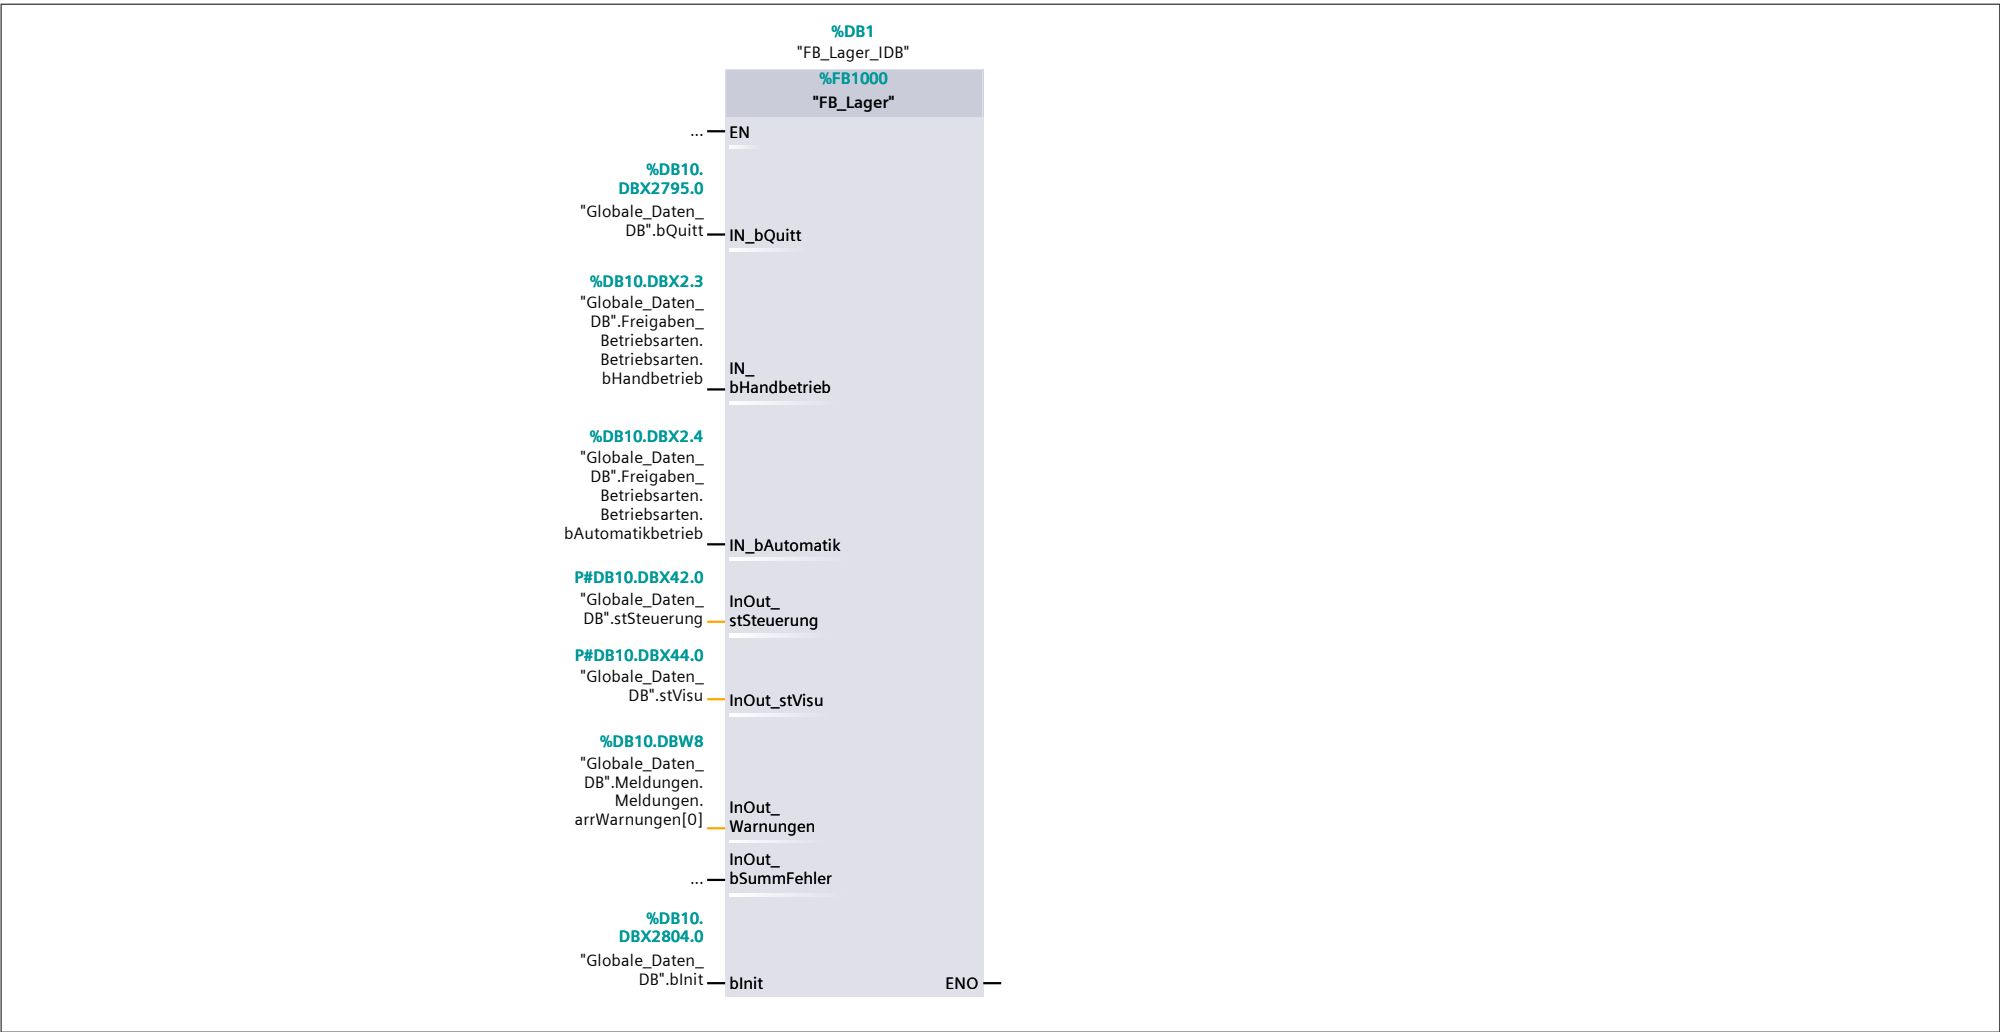 %DB1
"FB_Lager_IDB"
%FB1000
"FB_Lager"
... EN
%DB10.
DBX2795.0
"Globale_Daten_
DB".bQuitt
IN_bQuitt
%DB10.DBX2.3
"Globale_Daten_
DB".Freigaben_
Betriebsarten.
Betriebsarten.
bHandbetrieb
IN_
bHandbetrieb
%DB10.DBX2.4
"Globale_Daten_
DB".Freigaben_
Betriebsarten.
Betriebsarten.
bAutomatikbetrieb
IN_bAutomatik
P#DB10.DBX42.0
"Globale_Daten_
DB".stSteuerung
InOut_
stSteuerung
P#DB10.DBX44.0
"Globale_Daten_
DB".stVisu
InOut_stVisu
%DB10.DBW8
"Globale_Daten_
DB".Meldungen.
Meldungen.
arrWarnungen[0]
InOut_
Warnungen
InOut_
... bSummFehler
%DB10.
DBX2804.0
"Globale_Daten_
DB".bInit
bInit
ENO